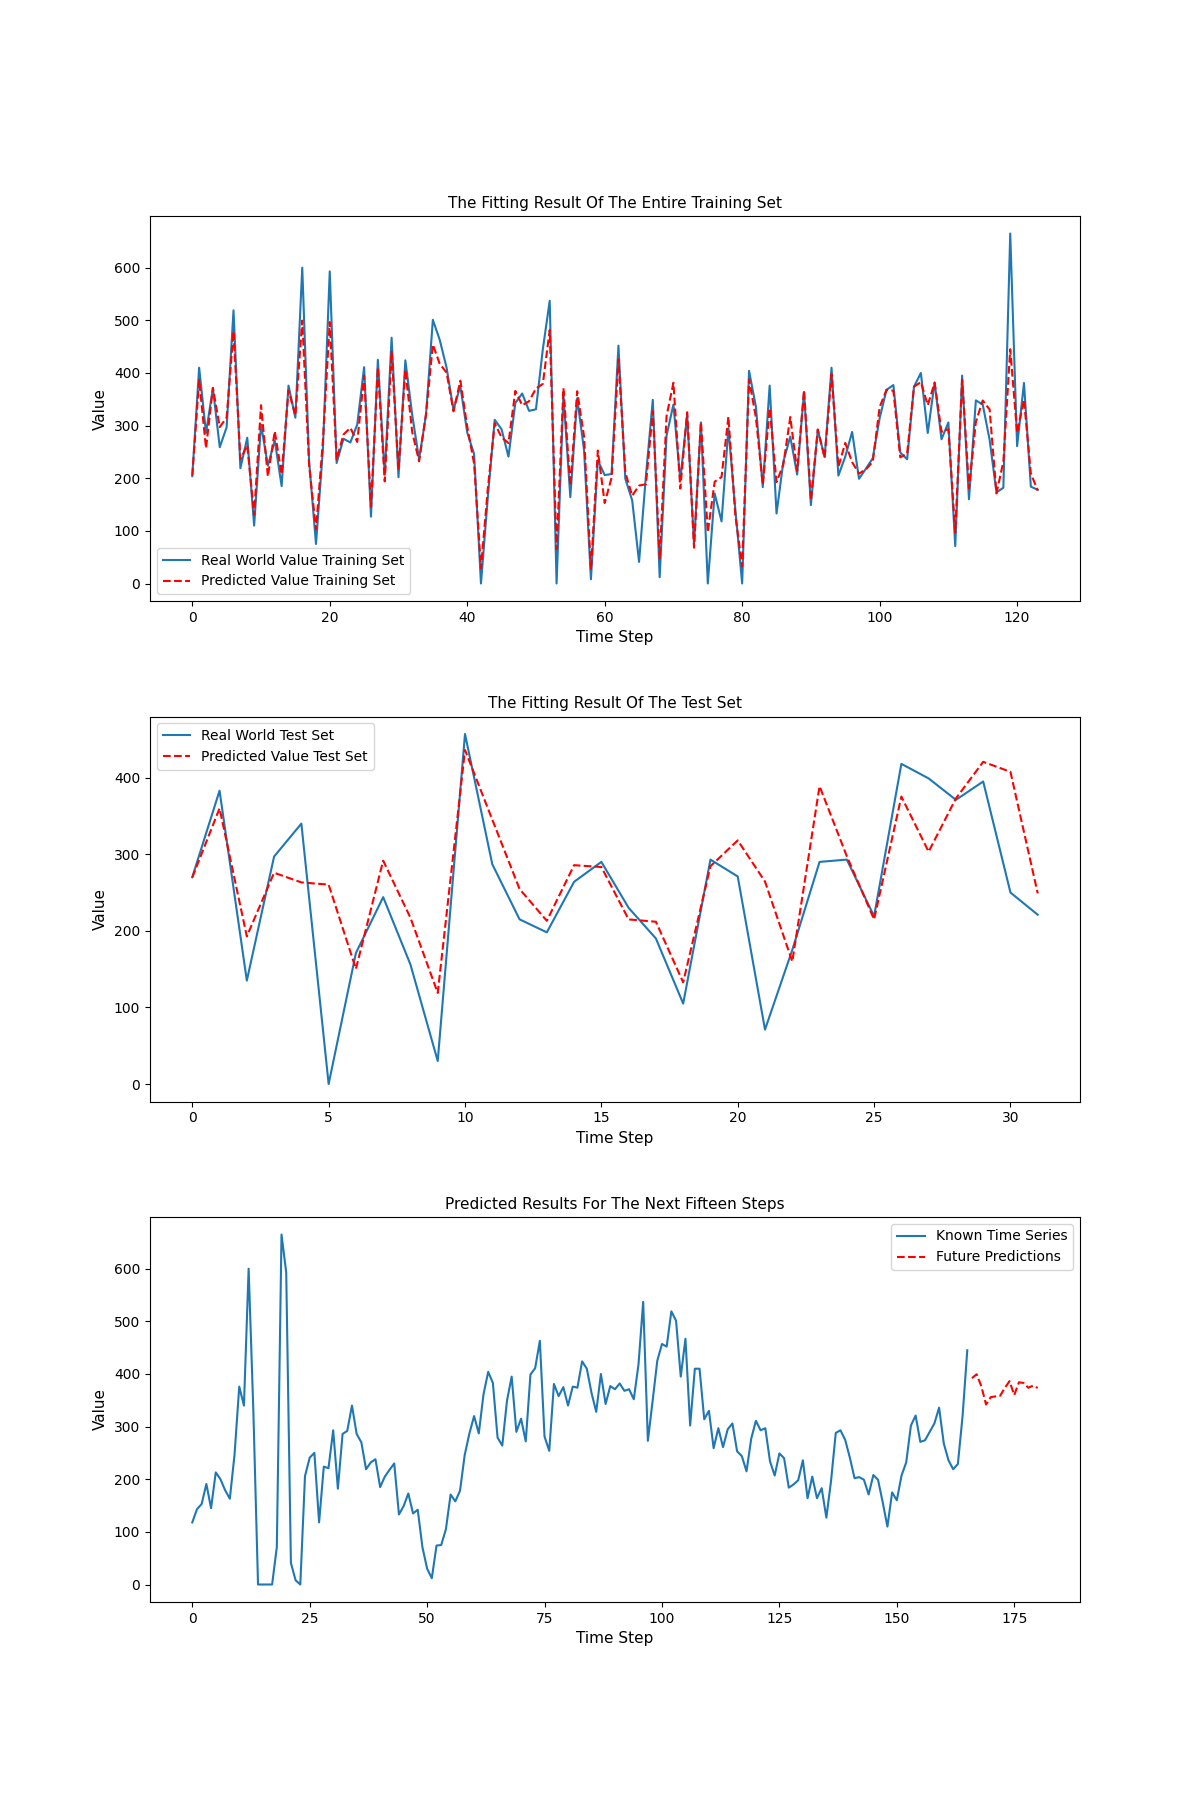 The Fitting Result Of The Entire Training Set
600
500
400
300
200
100
0
Value
Real World Value Training Set
Predicted Value Training Set
0 20 40 60 80 100 120
Time Step
The Fitting Result Of The Test Set
Real World Test Set
Predicted Value Test Set
400
300
200
100
0
Value
0 5 10 15 20 25 30
Time Step
Predicted Results For The Next Fifteen Steps
Known Time Series
Future Predictions
600
500
400
300
200
100
0
Value
0 25 50 75 100 125 150 175
Time Step